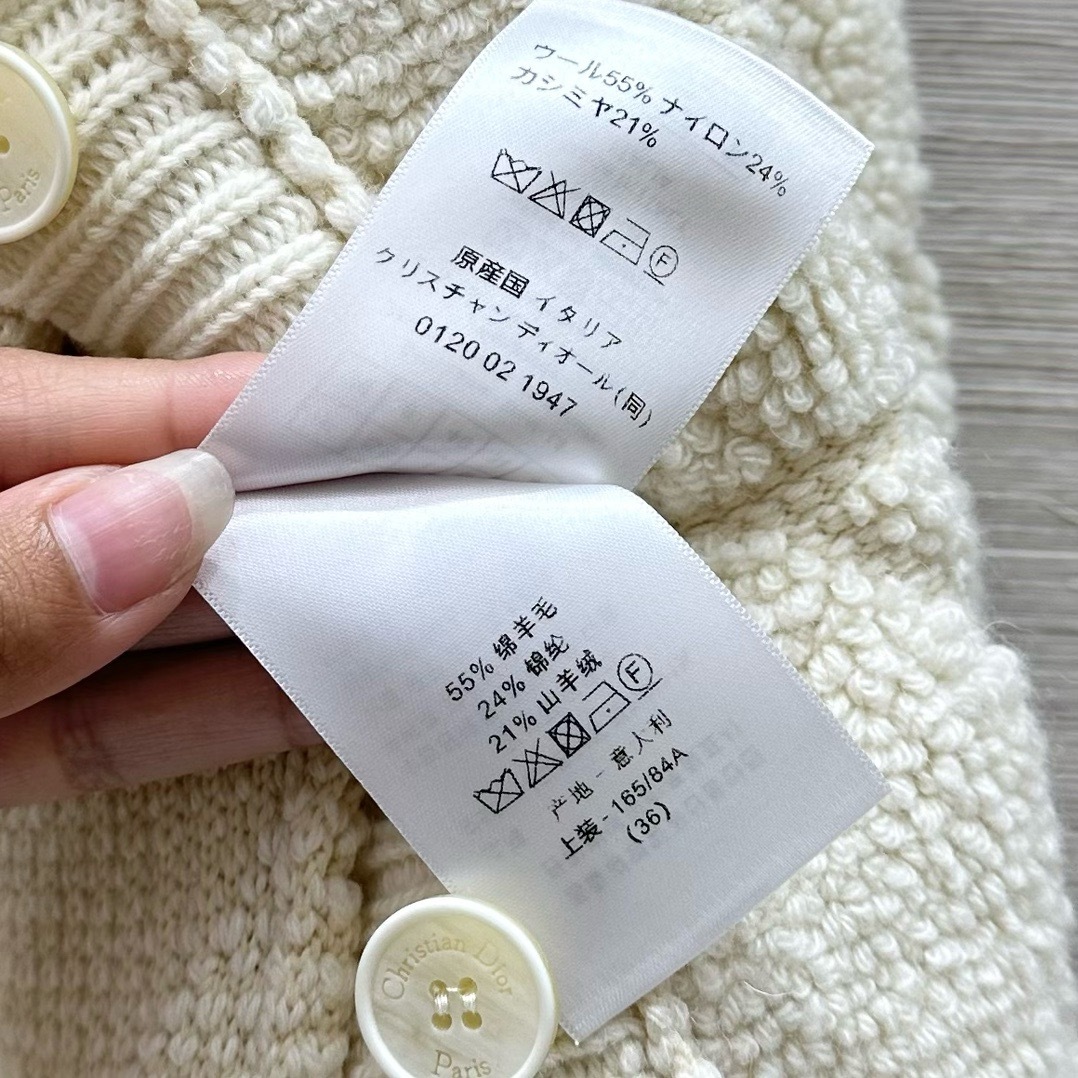 Paris
ウール55% ナイロン24%
カシミヤ21%
F
原産国 イタリア
クリスチャン ディオール(同)
0120 02 1947
55% 绵羊毛
24% 锦纶
21% 山羊绒
F
产地 - 意人利
上装 - 165/84A
(36)
Christian Dior
Paris